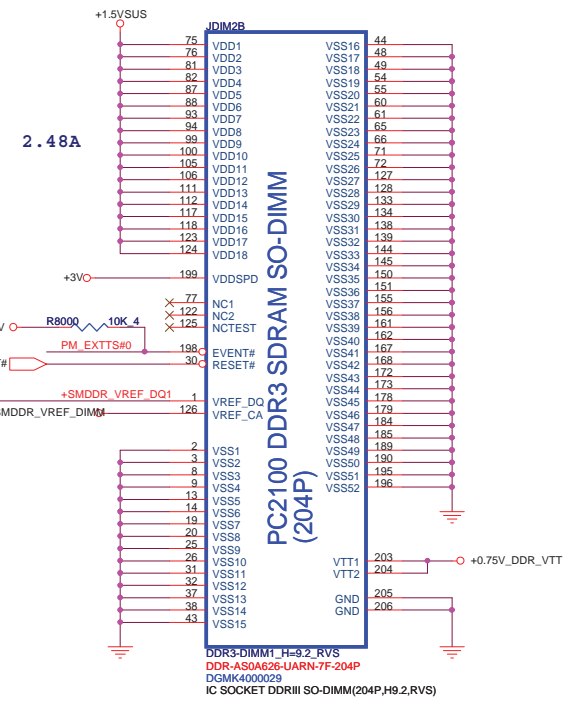 +1.5VSUS
JDIM2B
2.48A
75 VDD1
76 VDD2
81 VDD3
82 VDD4
87 VDD5
88 VDD6
93 VDD7
94 VDD8
99 VDD9
100 VDD10
105 VDD11
106 VDD12
111 VDD13
112 VDD14
117 VDD15
118 VDD16
123 VDD17
124 VDD18
+3V 199 VDDSPD
77 NC1
122 NC2
125 NCTEST
R8000 10K_4
PM_EXTTS#0
198 EVENT#
30 RESET#
+SMDDR_VREF_DQ1
1 VREF_DQ
SMDDR_VREF_DIMM 126 VREF_CA
2 VSS1
3 VSS2
8 VSS3
9 VSS4
13 VSS5
14 VSS6
19 VSS7
20 VSS8
25 VSS9
26 VSS10
31 VSS11
32 VSS12
37 VSS13
38 VSS14
43 VSS15
PC2100 DDR3 SDRAM SO-DIMM
(204P)
VSS16 44
VSS17 48
VSS18 49
VSS19 54
VSS20 55
VSS21 60
VSS22 61
VSS23 65
VSS24 66
VSS25 71
VSS26 72
VSS27 127
VSS28 128
VSS29 133
VSS30 134
VSS31 138
VSS32 139
VSS33 144
VSS34 145
VSS35 150
VSS36 151
VSS37 155
VSS38 156
VSS39 161
VSS40 162
VSS41 167
VSS42 168
VSS43 172
VSS44 173
VSS45 178
VSS46 179
VSS47 184
VSS48 185
VSS49 189
VSS50 190
VSS51 195
VSS52 196
VTT1 203
VTT2 204
+0.75V_DDR_VTT
GND 205
GND 206
DDR3-DIMM1_H=9.2_RVS
DDR-AS0A626-UARN-7F-204P
DGMK4000029
IC SOCKET DDRIII SO-DIMM(204P,H9.2,RVS)